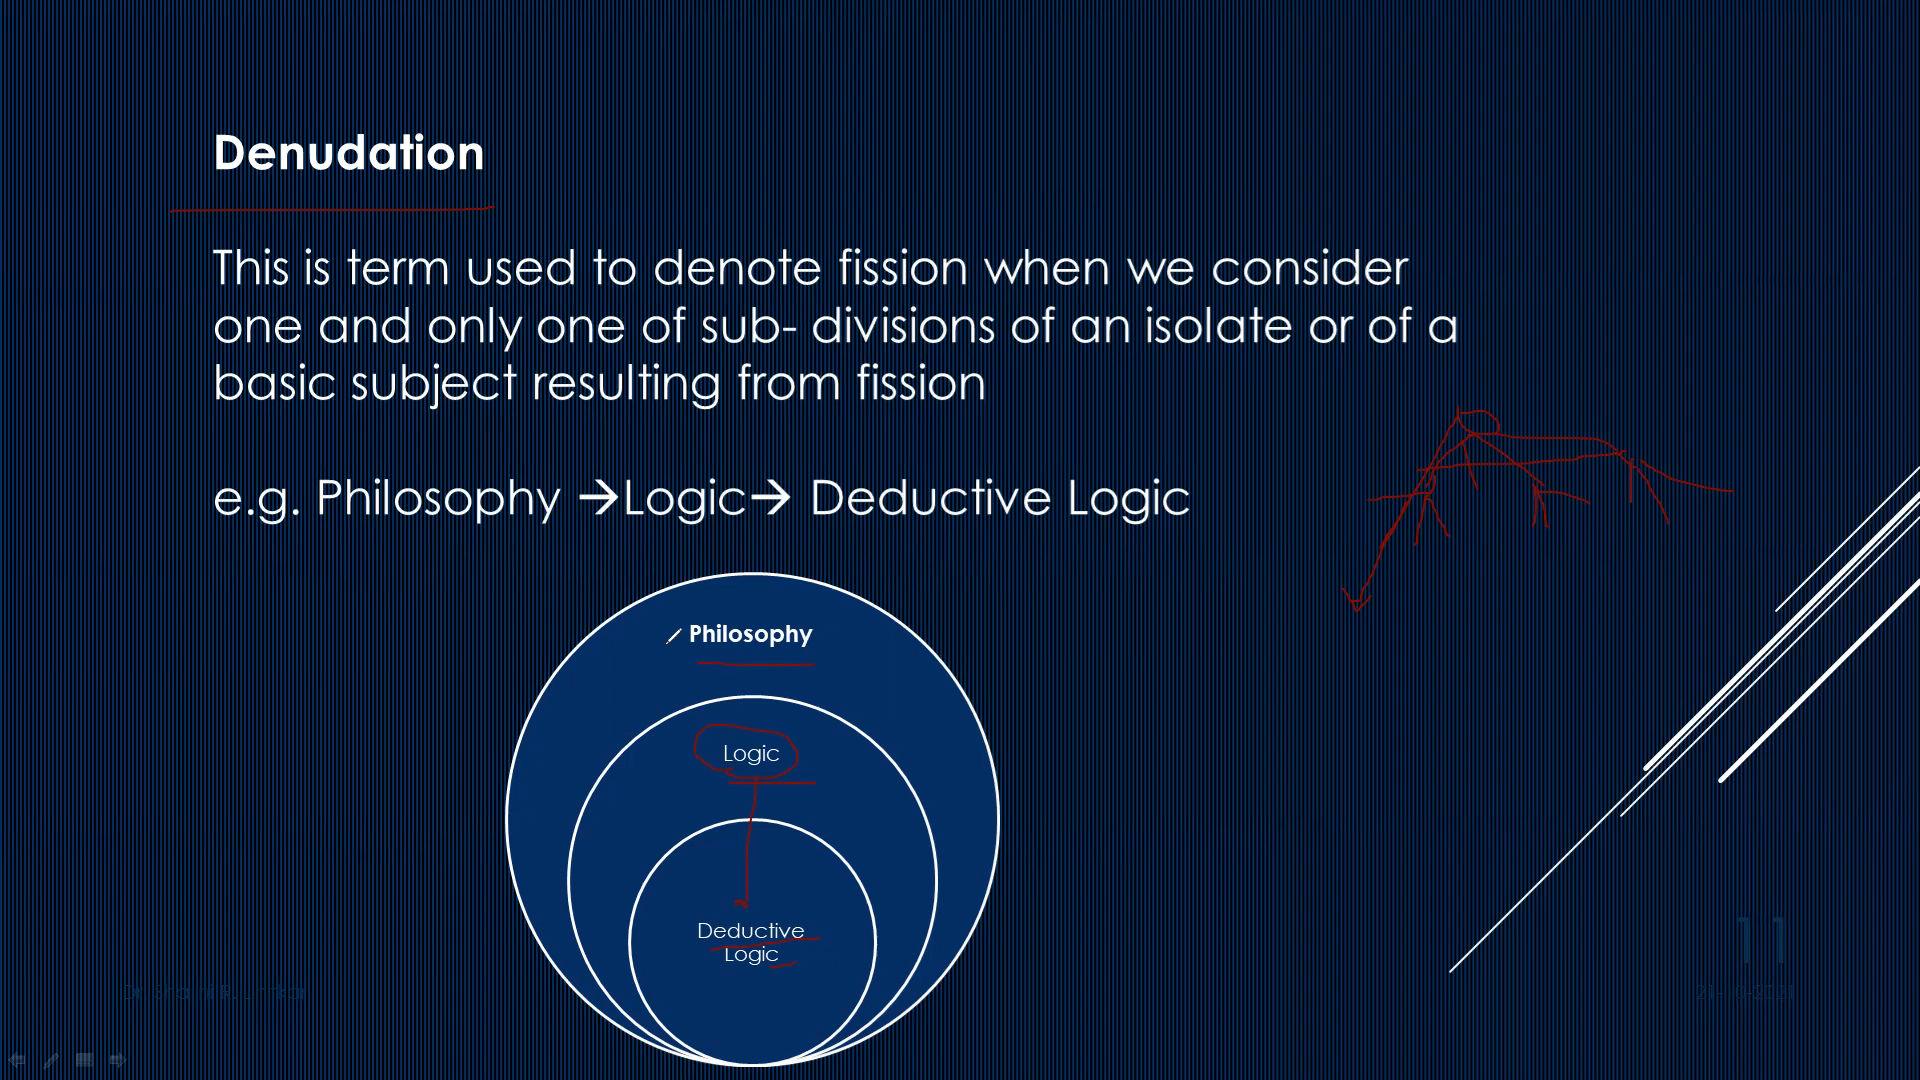 Denudation
This is term used to denote fission when we consider
one and only one of sub- divisions of an isolate or of a
basic subject resulting from fission
e.g. Philosophy →Logic→ Deductive Logic
Philosophy
Logic
Deductive
Logic
11